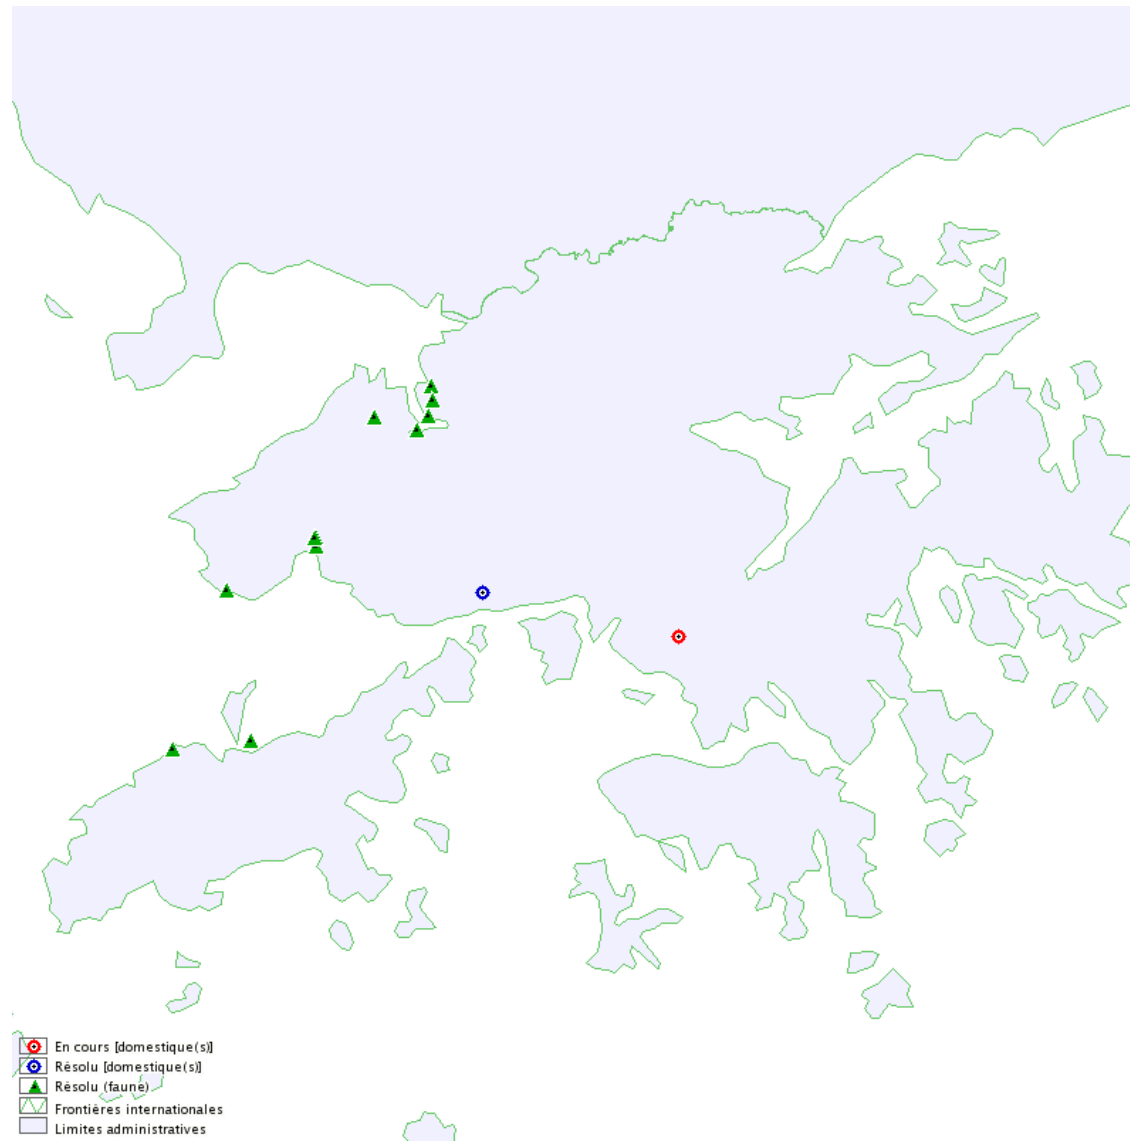 En cours [domestique(s)]
Résolu [domestique(s)]
Résolu (faune)
Frontières internationales
Limites administratives